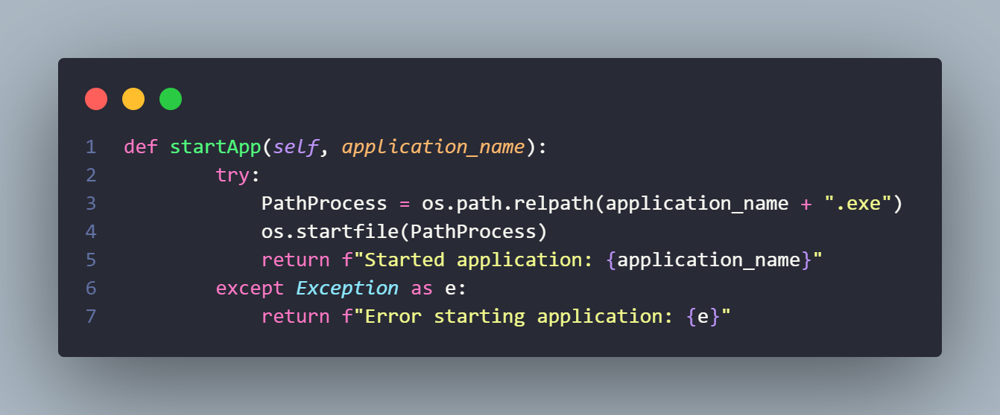 1 def startApp(self, application_name):
2         try:
3             PathProcess = os.path.relpath(application_name + ".exe")
4             os.startfile(PathProcess)
5             return f"Started application: {application_name}"
6         except Exception as e:
7             return f"Error starting application: {e}"